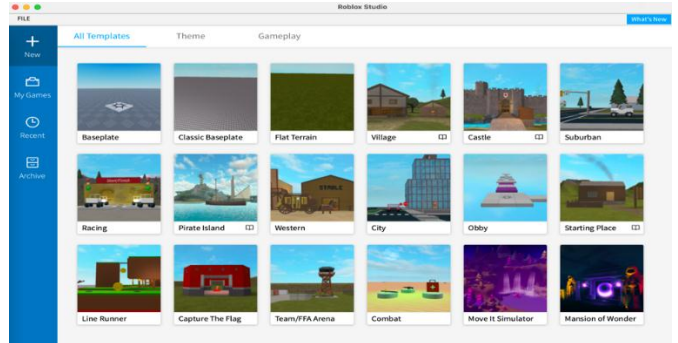 Roblox Studio
FILE
What's New
New
My Games
Recent
Archive
All Templates Theme Gameplay
Baseplate Classic Baseplate Flat Terrain Village Castle Suburban
STABLE
Racing Pirate Island Western City Obby Starting Place
Line Runner Capture The Flag Team/FFA Arena Combat Move It Simulator Mansion of Wonder